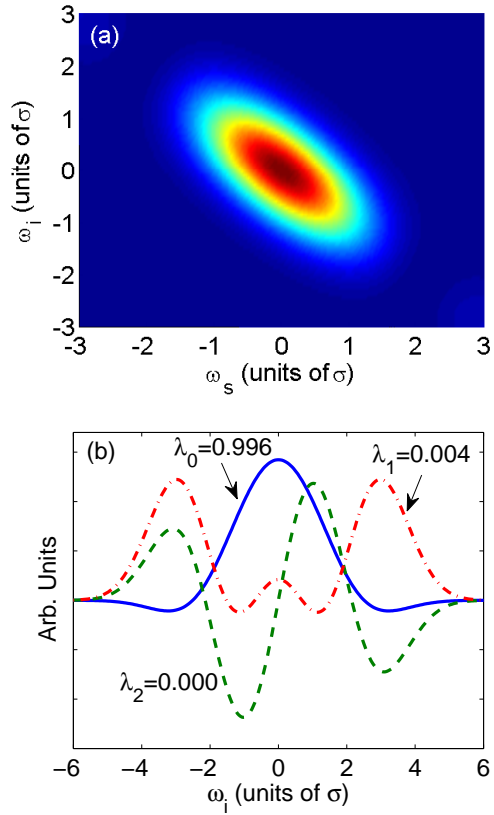 (a)
3
2
1
0
-1
-2
-3
ω_i (units of σ)
-3 -2 -1 0 1 2 3
ω_s (units of σ)
(b)
λ_0=0.996
λ_1=0.004
λ_2=0.000
Arb. Units
−6 −4 −2 0 2 4 6
ω_i (units of σ)